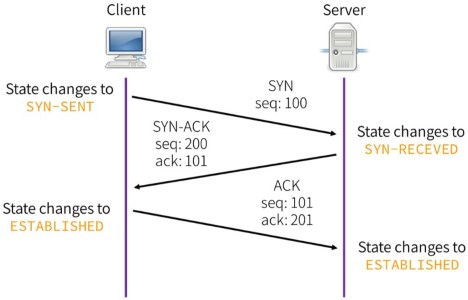 Client
Server
State changes to
SYN-SENT
SYN
seq: 100
SYN-ACK
seq: 200
ack: 101
State changes to
SYN-RECEVED
ACK
seq: 101
ack: 201
State changes to
ESTABLISHED
State changes to
ESTABLISHED